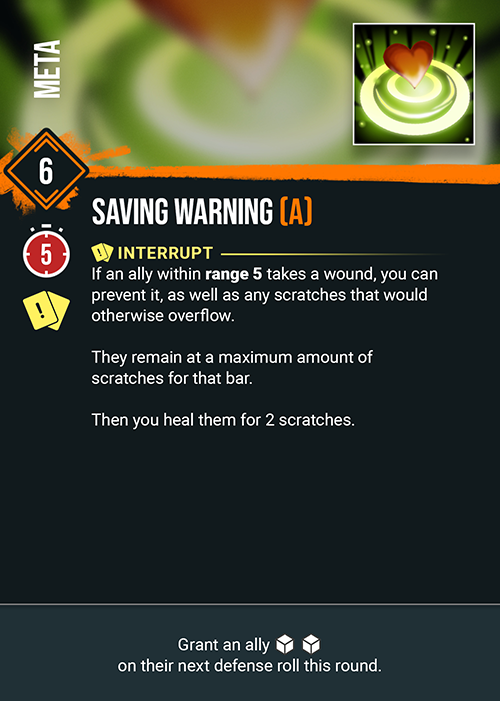 META
6
SAVING WARNING (A)
5
! INTERRUPT
If an ally within range 5 takes a wound, you can
prevent it, as well as any scratches that would
otherwise overflow.
!
They remain at a maximum amount of
scratches for that bar.
Then you heal them for 2 scratches.
Grant an ally
on their next defense roll this round.